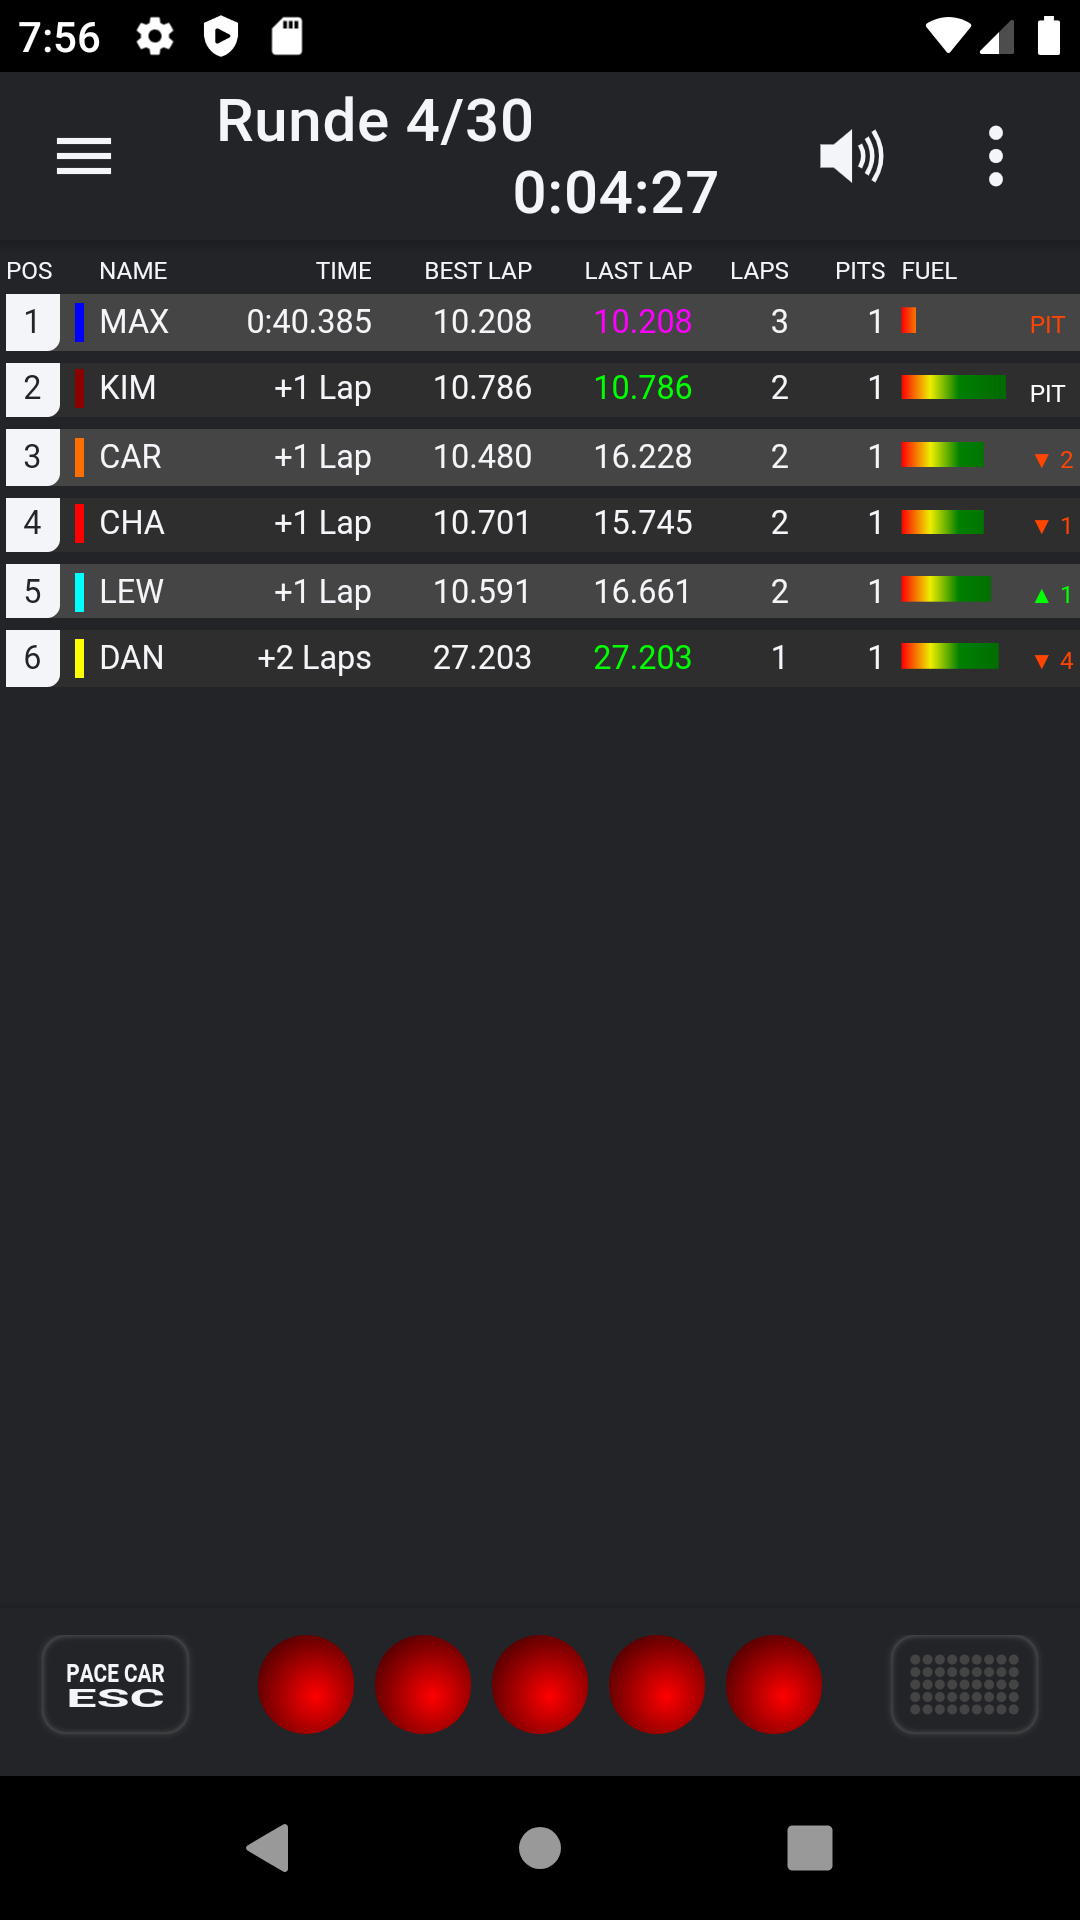 7:56
Runde 4/30
0:04:27
POS NAME TIME BEST LAP LAST LAP LAPS PITS FUEL
1 MAX 0:40.385 10.208 10.208 3 1 PIT
2 KIM +1 Lap 10.786 10.786 2 1 PIT
3 CAR +1 Lap 10.480 16.228 2 1 ▼ 2
4 CHA +1 Lap 10.701 15.745 2 1 ▼ 1
5 LEW +1 Lap 10.591 16.661 2 1 ▲ 1
6 DAN +2 Laps 27.203 27.203 1 1 ▼ 4
PACE CAR
ESC